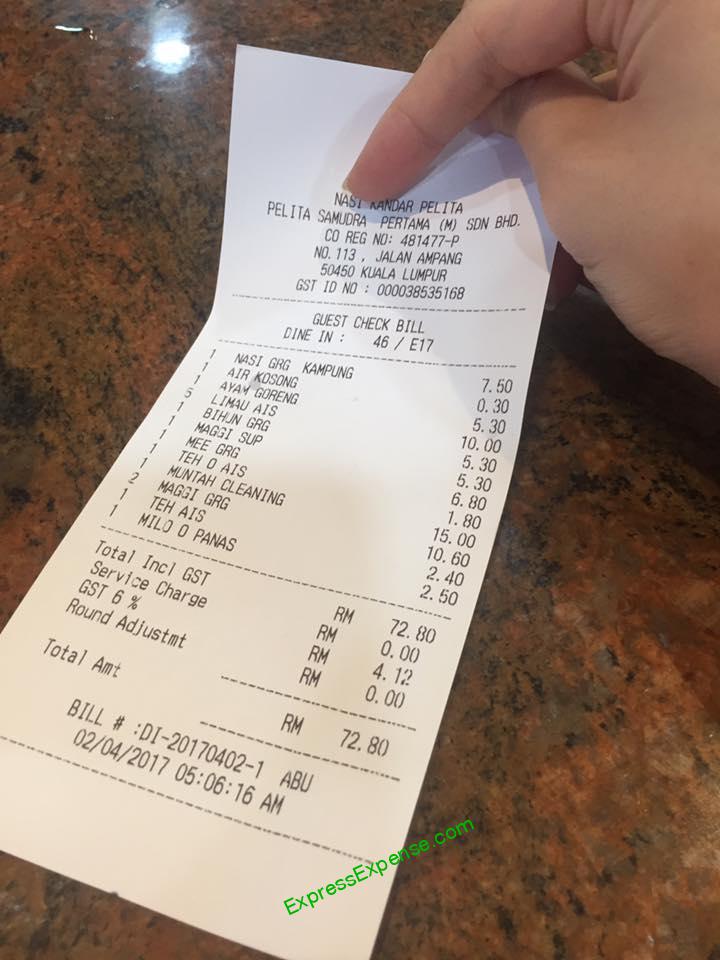 NASI KANDAR PELITA
PELITA SAMUDRA PERTAMA (M) SDN BHD.
CO REG NO: 481477-P
NO.113 , JALAN AMPANG
50450 KUALA LUMPUR
GST ID NO : 000038535168
GUEST CHECK BILL
DINE IN : 46 / E17
1 NASI GRG KAMPUNG 7.50
1 AIR KOSONG 0.30
1 AYAM GORENG 5.30
5 LIMAU AIS 10.00
1 BIHUN GRG 5.30
1 MAGGI SUP 5.30
1 MEE GRG 6.80
1 TEH O AIS 1.80
1 MUNTAH CLEANING 15.00
2 MAGGI GRG 10.60
1 TEH AIS 2.40
1 MILO O PANAS 2.50
Total Incl GST RM 72.80
Service Charge RM 0.00
GST 6 % RM 4.12
Round Adjustmt RM 0.00
Total Amt RM 72.80
BILL # :DI-20170402-1 ABU
02/04/2017 05:06:16 AM
ExpressExpense.com